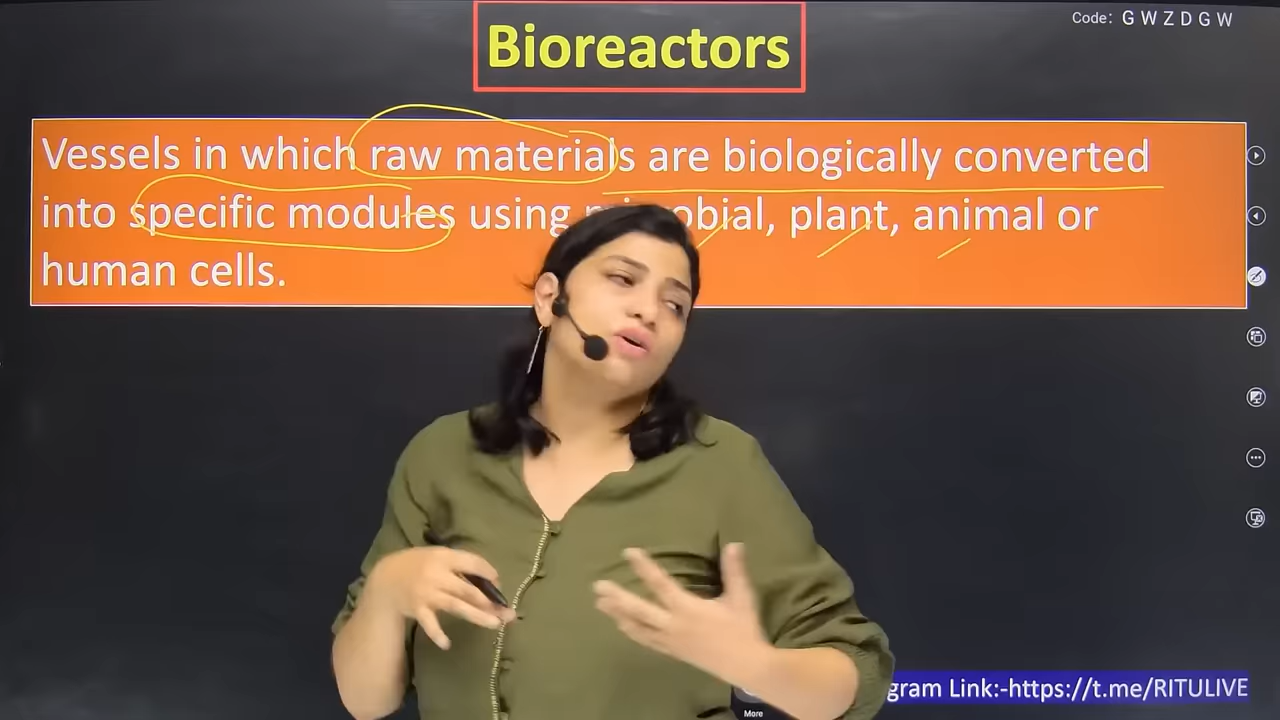 Code: G W Z D G W
Bioreactors
Vessels in which raw materials are biologically converted
into specific modules using plant, animal or
human cells.
gram Link:-https://t.me/RITULIVE
More